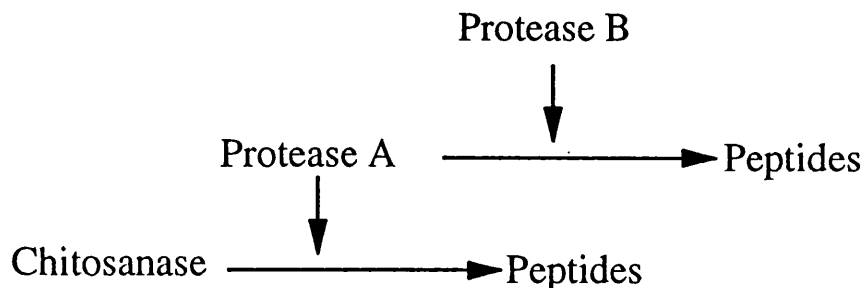 Protease B
Protease A
Peptides
Chitosanase
Peptides